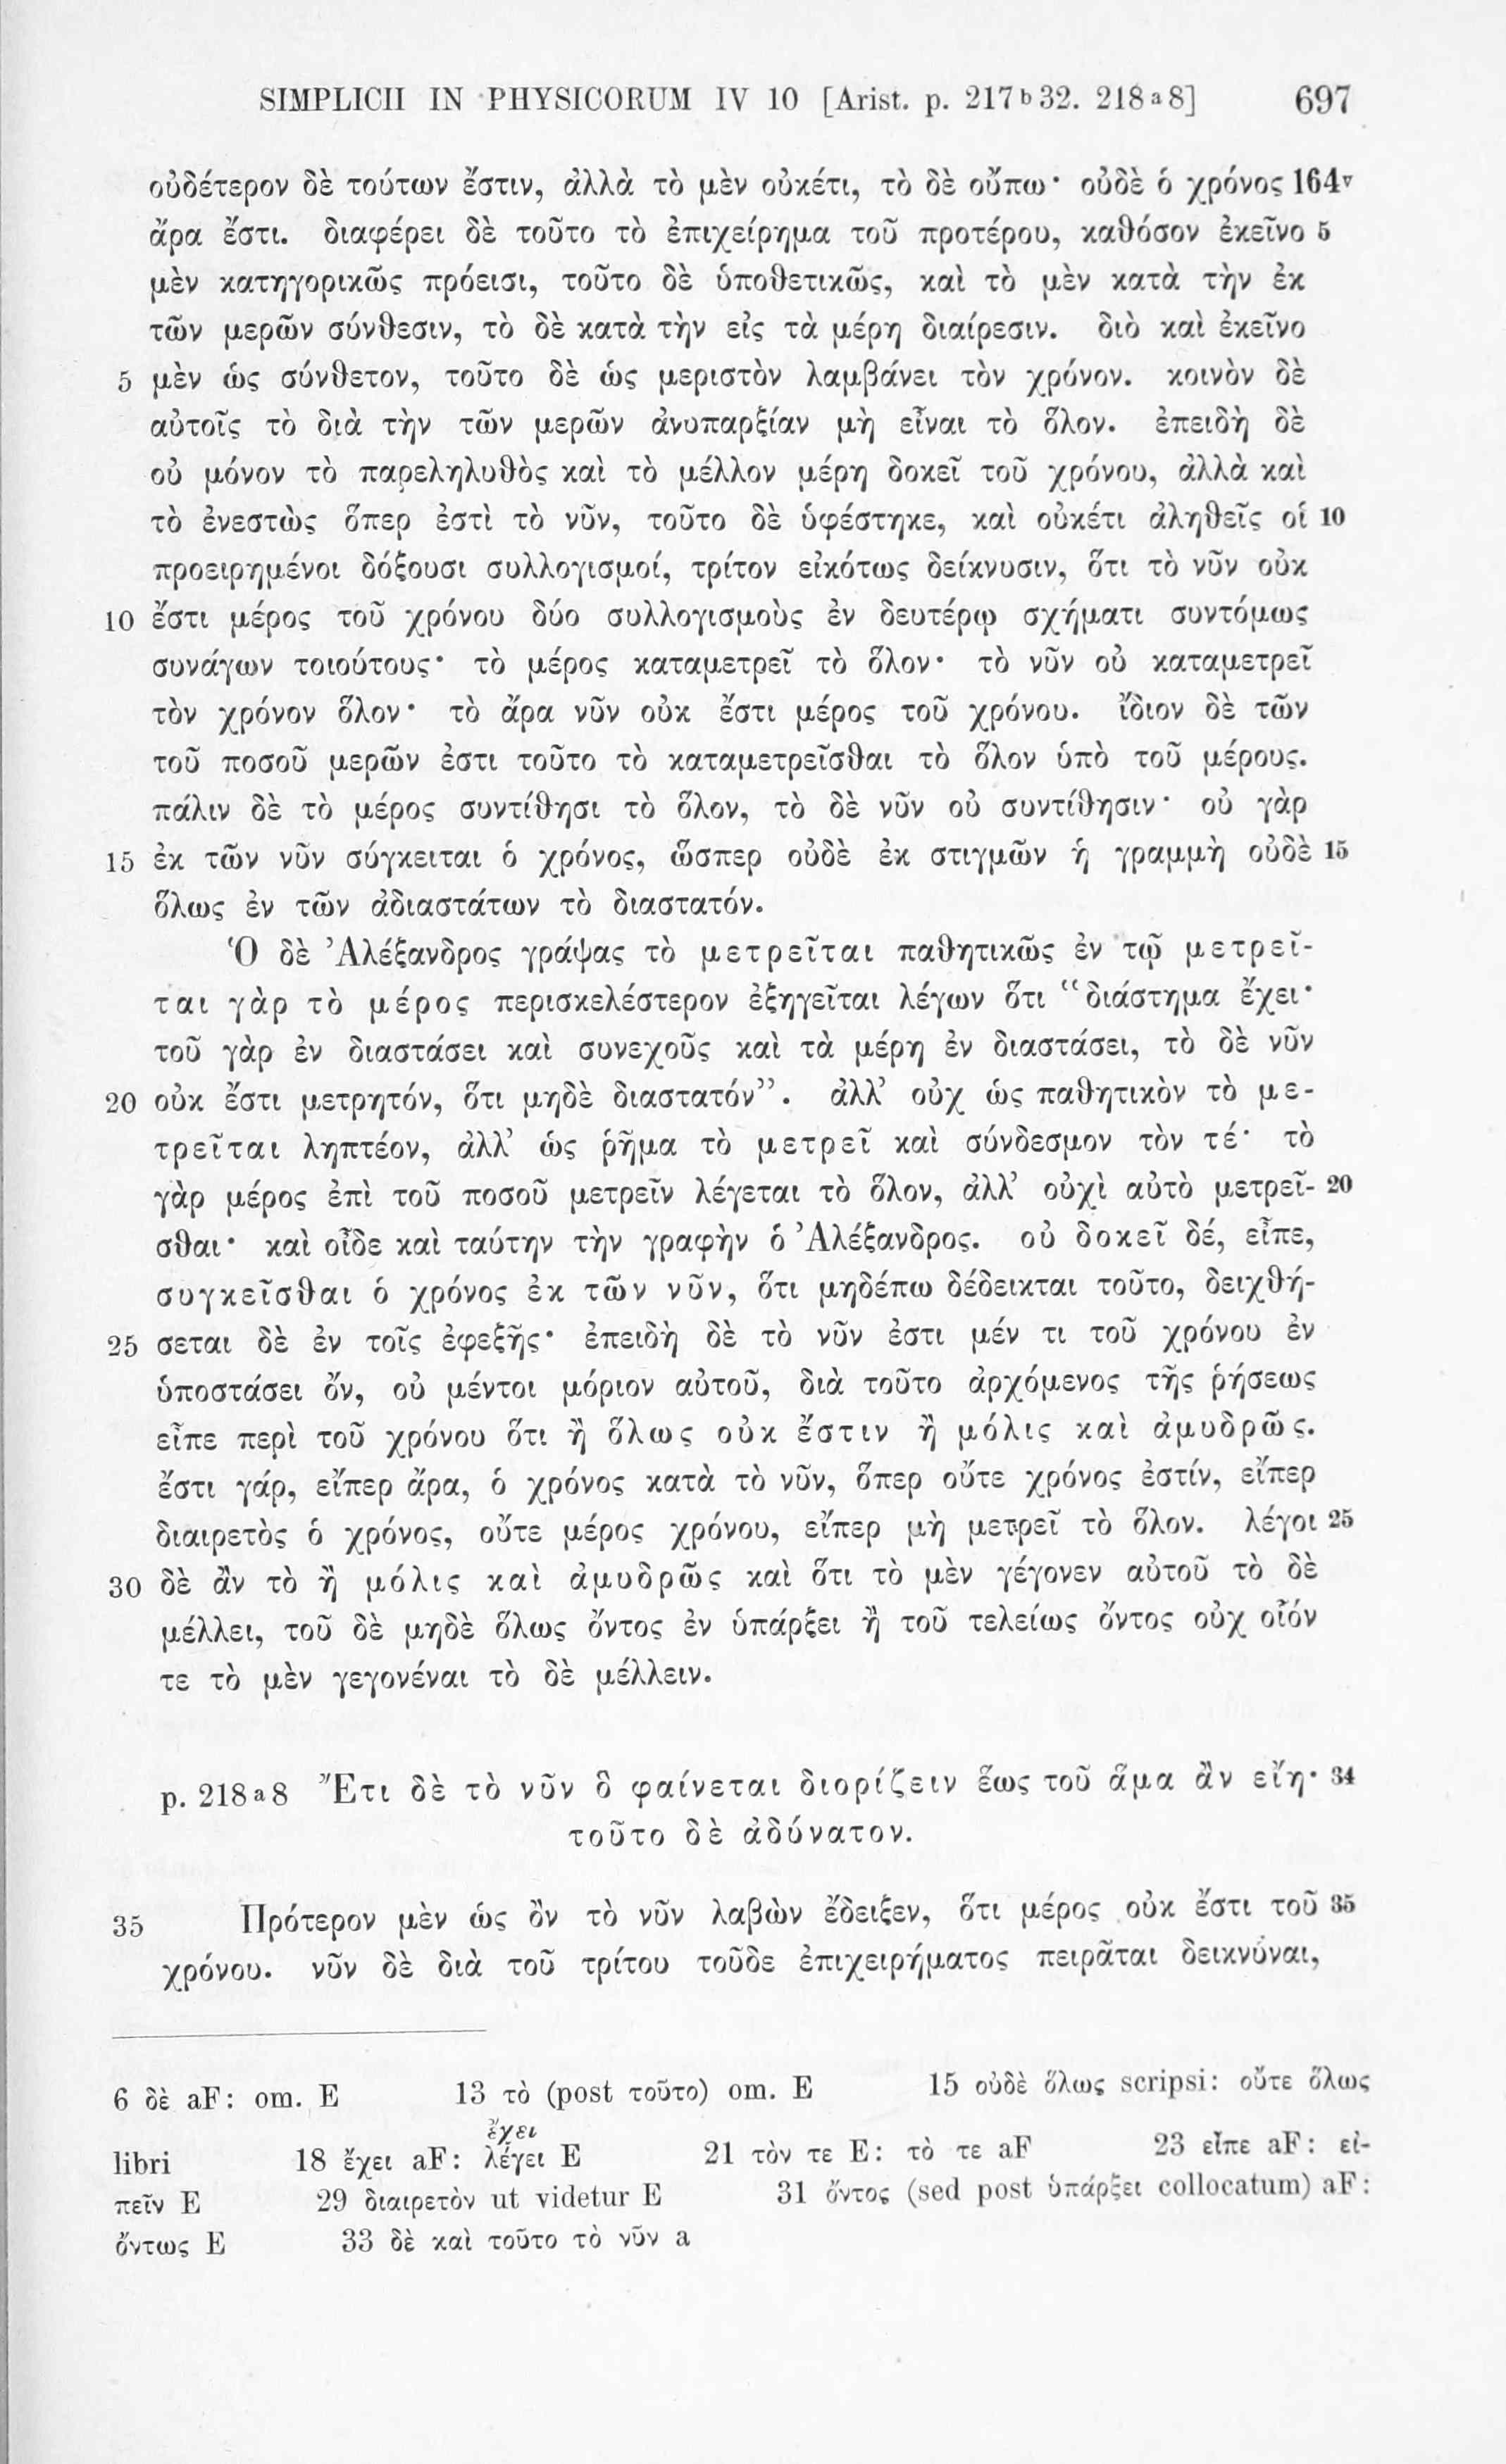 SIMPLICII IN PHYSICORUM IV 10 [Arist. p. 217ᵇ32. 218ᵃ8] 697
οὐδέτερον δὲ τούτων ἔστιν, ἀλλὰ τὸ μὲν οὐκέτι, τὸ δὲ οὔπω· οὐδὲ ὁ χρόνος 164ᵛ
ἄρα ἔστι. διαφέρει δὲ τοῦτο τὸ ἐπιχείρημα τοῦ προτέρου, καθόσον ἐκεῖνο 5
μὲν κατηγορικῶς πρόεισι, τοῦτο δὲ ὑποθετικῶς, καὶ τὸ μὲν κατὰ τὴν ἐκ
τῶν μερῶν σύνθεσιν, τὸ δὲ κατὰ τὴν εἰς τὰ μέρη διαίρεσιν. διὸ καὶ ἐκεῖνο
5 μὲν ὡς σύνθετον, τοῦτο δὲ ὡς μεριστὸν λαμβάνει τὸν χρόνον. κοινὸν δὲ
αὐτοῖς τὸ διὰ τὴν τῶν μερῶν ἀνυπαρξίαν μὴ εἶναι τὸ ὅλον. ἐπειδὴ δὲ
οὐ μόνον τὸ παρεληλυθὸς καὶ τὸ μέλλον μέρη δοκεῖ τοῦ χρόνου, ἀλλὰ καὶ
τὸ ἐνεστὼς ὅπερ ἐστὶ τὸ νῦν, τοῦτο δὲ ὑφέστηκε, καὶ οὐκέτι ἀληθεῖς οἱ 10
προειρημένοι δόξουσι συλλογισμοί, τρίτον εἰκότως δείκνυσιν, ὅτι τὸ νῦν οὐκ
10 ἔστι μέρος τοῦ χρόνου δύο συλλογισμοὺς ἐν δευτέρῳ σχήματι συντόμως
συνάγων τοιούτους· τὸ μέρος καταμετρεῖ τὸ ὅλον· τὸ νῦν οὐ καταμετρεῖ
τὸν χρόνον ὅλον· τὸ ἄρα νῦν οὐκ ἔστι μέρος τοῦ χρόνου. ἴδιον δὲ τῶν
τοῦ ποσοῦ μερῶν ἐστι τοῦτο τὸ καταμετρεῖσθαι τὸ ὅλον ὑπὸ τοῦ μέρους.
πάλιν δὲ τὸ μέρος συντίθησι τὸ ὅλον, τὸ δὲ νῦν οὐ συντίθησιν· οὐ γὰρ
15 ἐκ τῶν νῦν σύγκειται ὁ χρόνος, ὥσπερ οὐδὲ ἐκ στιγμῶν ἡ γραμμὴ οὐδὲ 15
ὅλως ἐν τῶν ἀδιαστάτων τὸ διαστατόν.
Ὁ δὲ Ἀλέξανδρος γράψας τὸ μετρεῖται παθητικῶς ἐν τῷ μετρεῖ-
ται γὰρ τὸ μέρος περισκελέστερον ἐξηγεῖται λέγων ὅτι “διάστημα ἔχει·
τοῦ γὰρ ἐν διαστάσει καὶ συνεχοῦς καὶ τὰ μέρη ἐν διαστάσει, τὸ δὲ νῦν
20 οὐκ ἔστι μετρητόν, ὅτι μηδὲ διαστατόν”. ἀλλ’ οὐχ ὡς παθητικὸν τὸ με-
τρεῖται ληπτέον, ἀλλ’ ὡς ῥῆμα τὸ μετρεῖ καὶ σύνδεσμον τὸν τέ· τὸ
γὰρ μέρος ἐπὶ τοῦ ποσοῦ μετρεῖν λέγεται τὸ ὅλον, ἀλλ’ οὐχὶ αὐτὸ μετρεῖ- 20
σθαι· καὶ οἶδε καὶ ταύτην τὴν γραφὴν ὁ Ἀλέξανδρος. οὐ δοκεῖ δέ, εἶπε,
συγκεῖσθαι ὁ χρόνος ἐκ τῶν νῦν, ὅτι μηδέπω δέδεικται τοῦτο, δειχθή-
25 σεται δὲ ἐν τοῖς ἐφεξῆς· ἐπειδὴ δὲ τὸ νῦν ἐστι μέν τι τοῦ χρόνου ἐν
ὑποστάσει ὄν, οὐ μέντοι μόριον αὐτοῦ, διὰ τοῦτο ἀρχόμενος τῆς ῥήσεως
εἶπε περὶ τοῦ χρόνου ὅτι ἢ ὅλως οὐκ ἔστιν ἢ μόλις καὶ ἀμυδρῶς.
ἔστι γάρ, εἴπερ ἄρα, ὁ χρόνος κατὰ τὸ νῦν, ὅπερ οὔτε χρόνος ἐστίν, εἴπερ
διαιρετὸς ὁ χρόνος, οὔτε μέρος χρόνου, εἴπερ μὴ μετρεῖ τὸ ὅλον. λέγοι 25
30 δὲ ἂν τὸ ἢ μόλις καὶ ἀμυδρῶς καὶ ὅτι τὸ μὲν γέγονεν αὐτοῦ τὸ δὲ
μέλλει, τοῦ δὲ μηδὲ ὅλως ὄντος ἐν ὑπάρξει ἢ τοῦ τελείως ὄντος οὐχ οἷόν
τε τὸ μὲν γεγονέναι τὸ δὲ μέλλειν.
p. 218ᵃ8 Ἔτι δὲ τὸ νῦν ὃ φαίνεται διορίζειν ἕως τοῦ ἅμα ἂν εἴη· 34
τοῦτο δὲ ἀδύνατον.
35 Πρότερον μὲν ὡς ὂν τὸ νῦν λαβὼν ἔδειξεν, ὅτι μέρος οὐκ ἔστι τοῦ 35
χρόνου. νῦν δὲ διὰ τοῦ τρίτου τοῦδε ἐπιχειρήματος πειρᾶται δεικνύναι,
6 δὲ aF: om. E 13 τὸ (post τοῦτο) om. E 15 οὐδὲ ὅλως scripsi: οὔτε ὅλως
ἔχει
libri 18 ἔχει aF: λέγει E 21 τὸν τε E: τὸ τε aF 23 εἶπε aF: εἰ-
πεῖν E 29 διαιρετὸν ut videtur E 31 ὄντος (sed post ὑπάρξει collocatum) aF:
ὄντως E 33 δὲ καὶ τοῦτο τὸ νῦν a